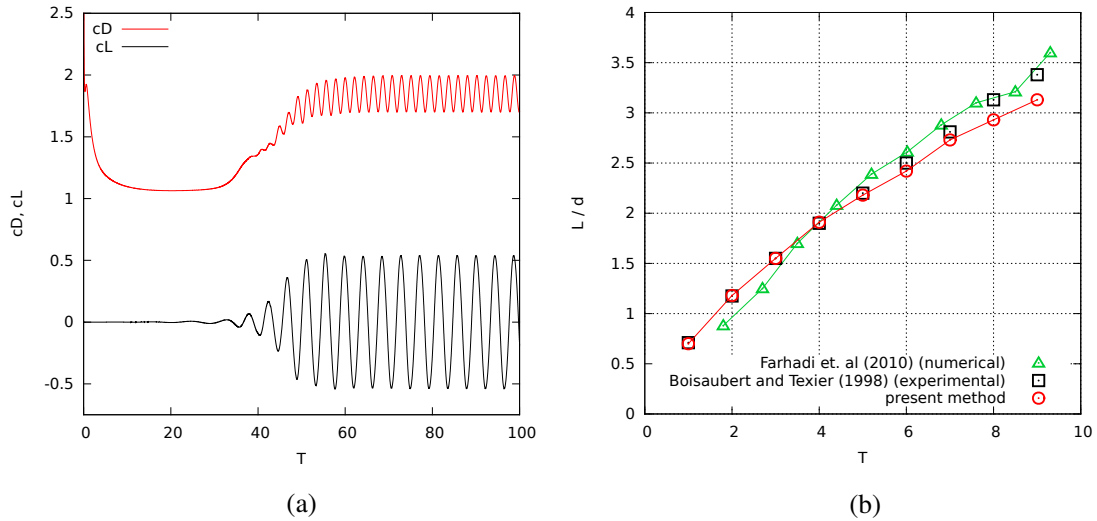 cD
cL
2.5
2
1.5
1
0.5
0
-0.5
cD, cL
0 20 40 60 80 100
T
(a)
4
3.5
3
2.5
2
1.5
1
0.5
0
L / d
Farhadi et. al (2010) (numerical)
Boisaubert and Texier (1998) (experimental)
present method
0 2 4 6 8 10
T
(b)